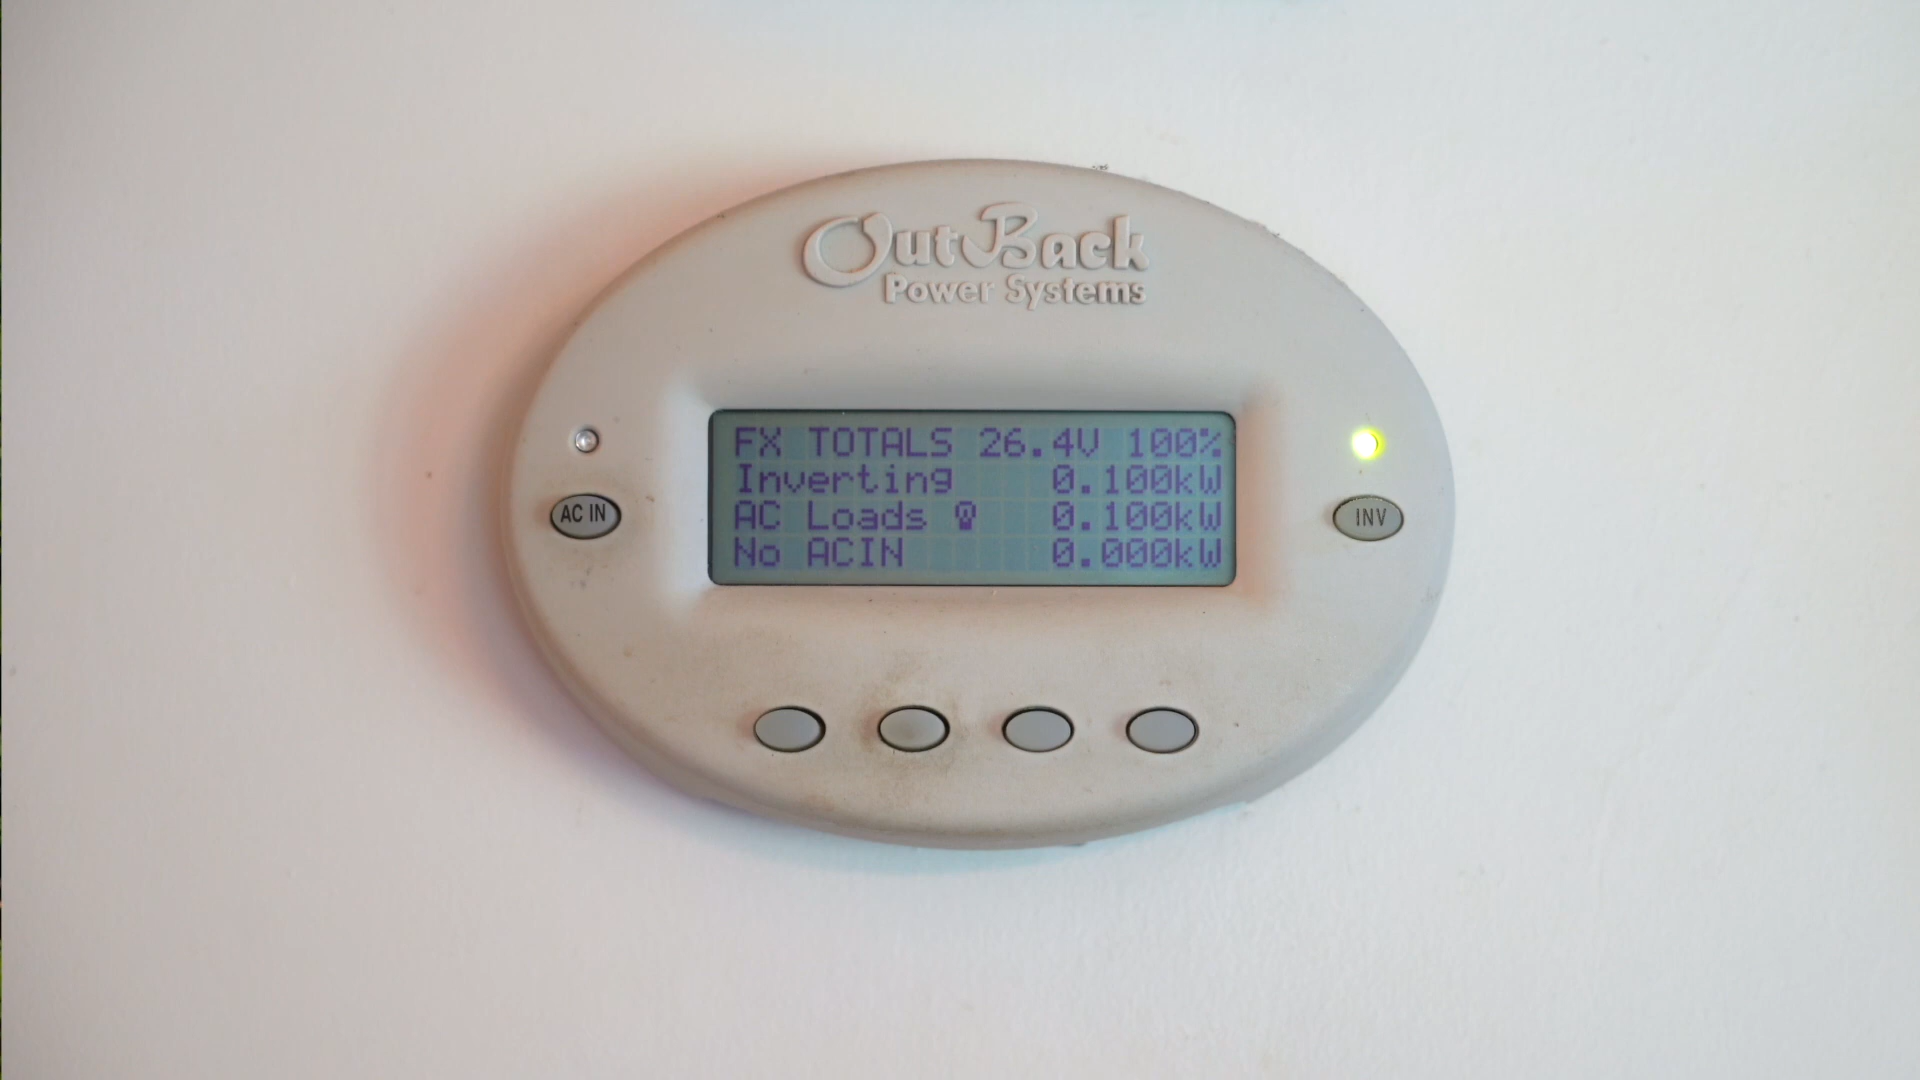 OutBack
Power Systems
FX TOTALS 26.4V 100%
Inverting 0.100kW
AC Loads 0.100kW
No ACIN 0.000kW
AC IN
INV